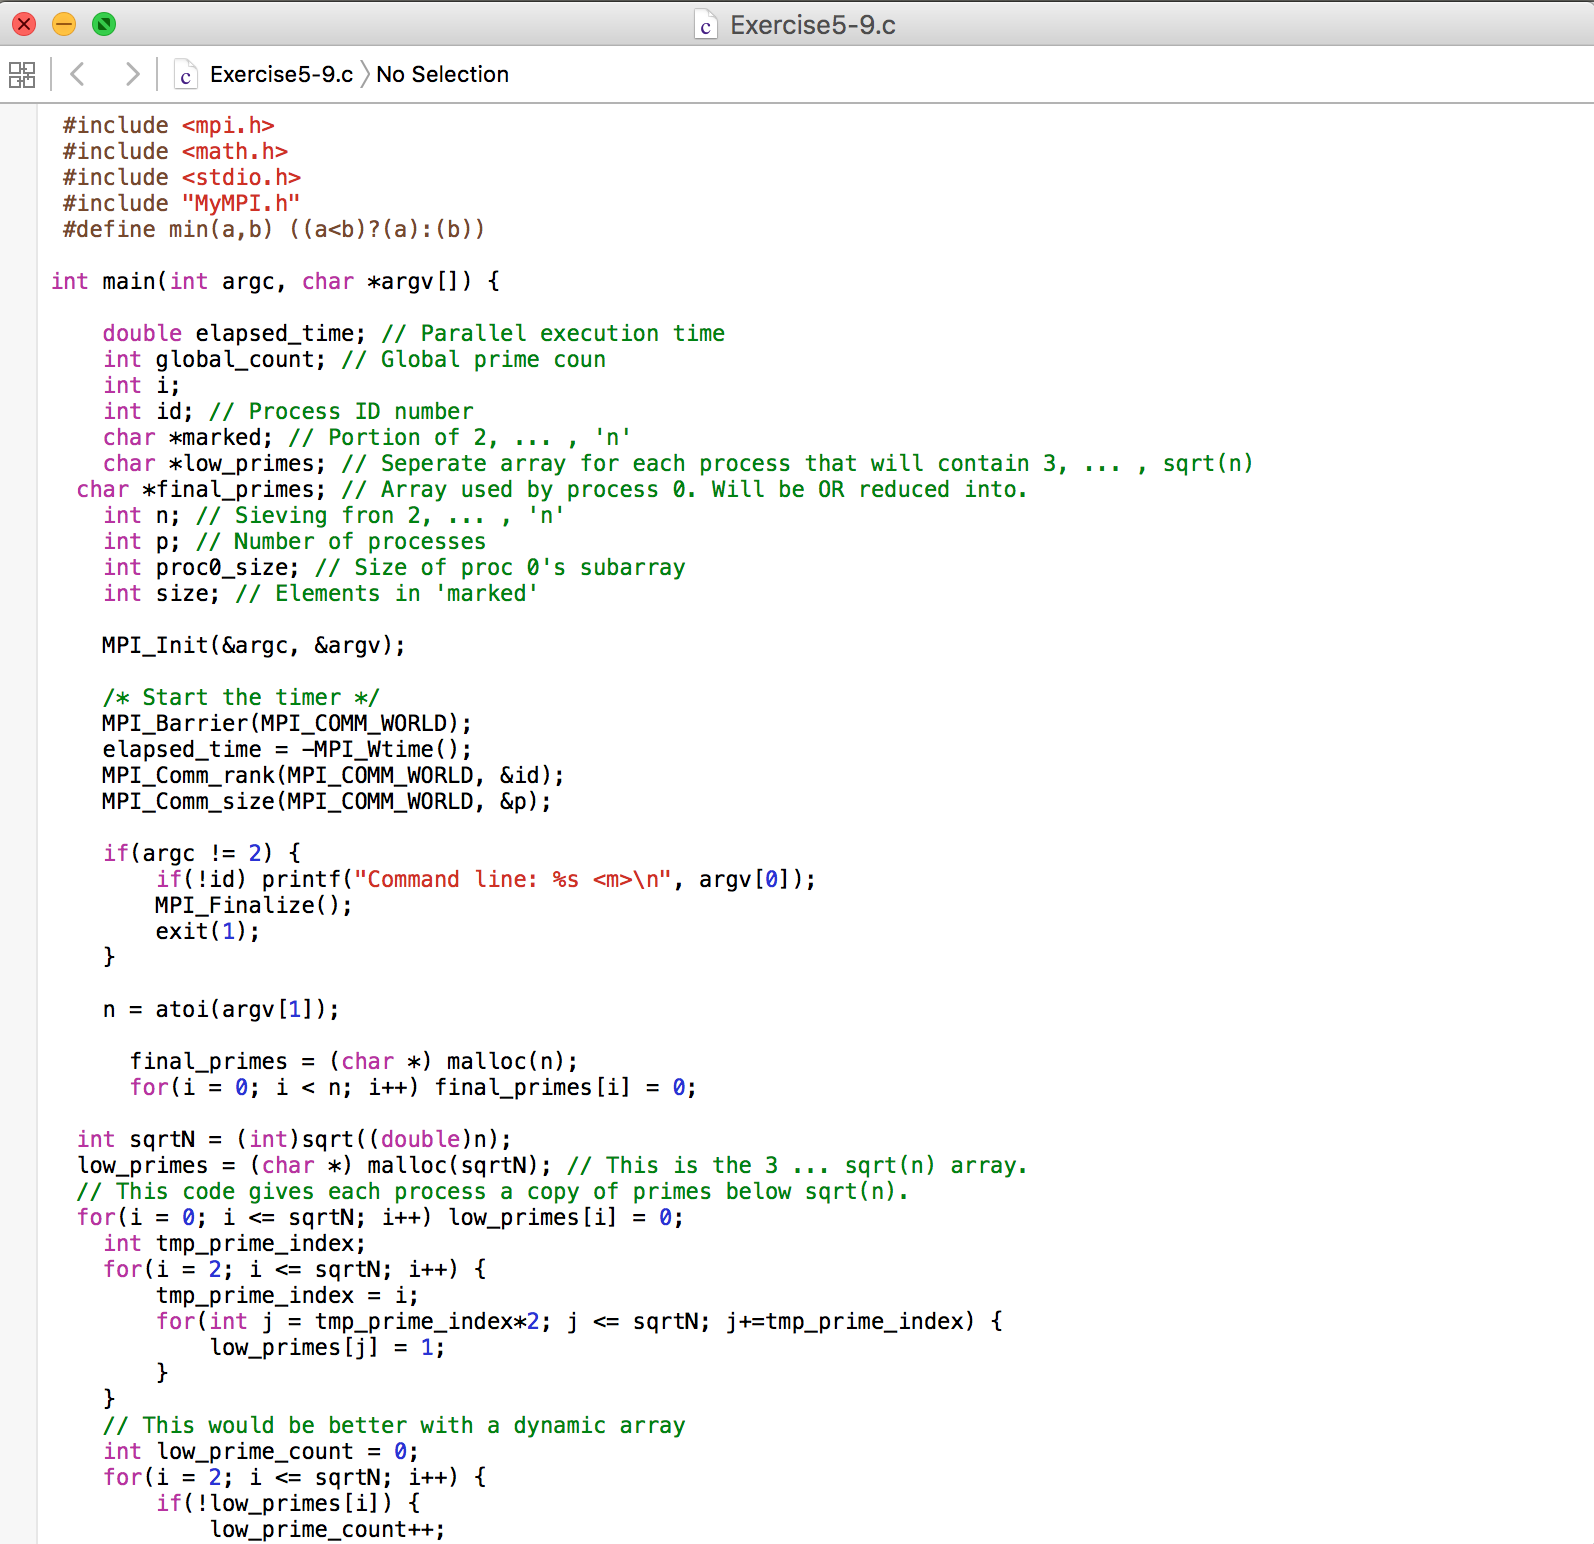 Exercise5-9.c
Exercise5-9.c No Selection
#include <mpi.h>
#include <math.h>
#include <stdio.h>
#include "MyMPI.h"
#define min(a,b) ((a<b)?(a):(b))
int main(int argc, char *argv[]) {
double elapsed_time; // Parallel execution time
int global_count; // Global prime coun
int i;
int id; // Process ID number
char *marked; // Portion of 2, ... , 'n'
char *low_primes; // Seperate array for each process that will contain 3, ... , sqrt(n)
char *final_primes; // Array used by process 0. Will be OR reduced into.
int n; // Sieving fron 2, ... , 'n'
int p; // Number of processes
int proc0_size; // Size of proc 0's subarray
int size; // Elements in 'marked'
MPI_Init(&argc, &argv);
/* Start the timer */
MPI_Barrier(MPI_COMM_WORLD);
elapsed_time = -MPI_Wtime();
MPI_Comm_rank(MPI_COMM_WORLD, &id);
MPI_Comm_size(MPI_COMM_WORLD, &p);
if(argc != 2) {
if(!id) printf("Command line: %s <m>\n", argv[0]);
MPI_Finalize();
exit(1);
}
n = atoi(argv[1]);
final_primes = (char *) malloc(n);
for(i = 0; i < n; i++) final_primes[i] = 0;
int sqrtN = (int)sqrt((double)n);
low_primes = (char *) malloc(sqrtN); // This is the 3 ... sqrt(n) array.
// This code gives each process a copy of primes below sqrt(n).
for(i = 0; i <= sqrtN; i++) low_primes[i] = 0;
int tmp_prime_index;
for(i = 2; i <= sqrtN; i++) {
tmp_prime_index = i;
for(int j = tmp_prime_index*2; j <= sqrtN; j+=tmp_prime_index) {
low_primes[j] = 1;
}
}
// This would be better with a dynamic array
int low_prime_count = 0;
for(i = 2; i <= sqrtN; i++) {
if(!low_primes[i]) {
low_prime_count++;